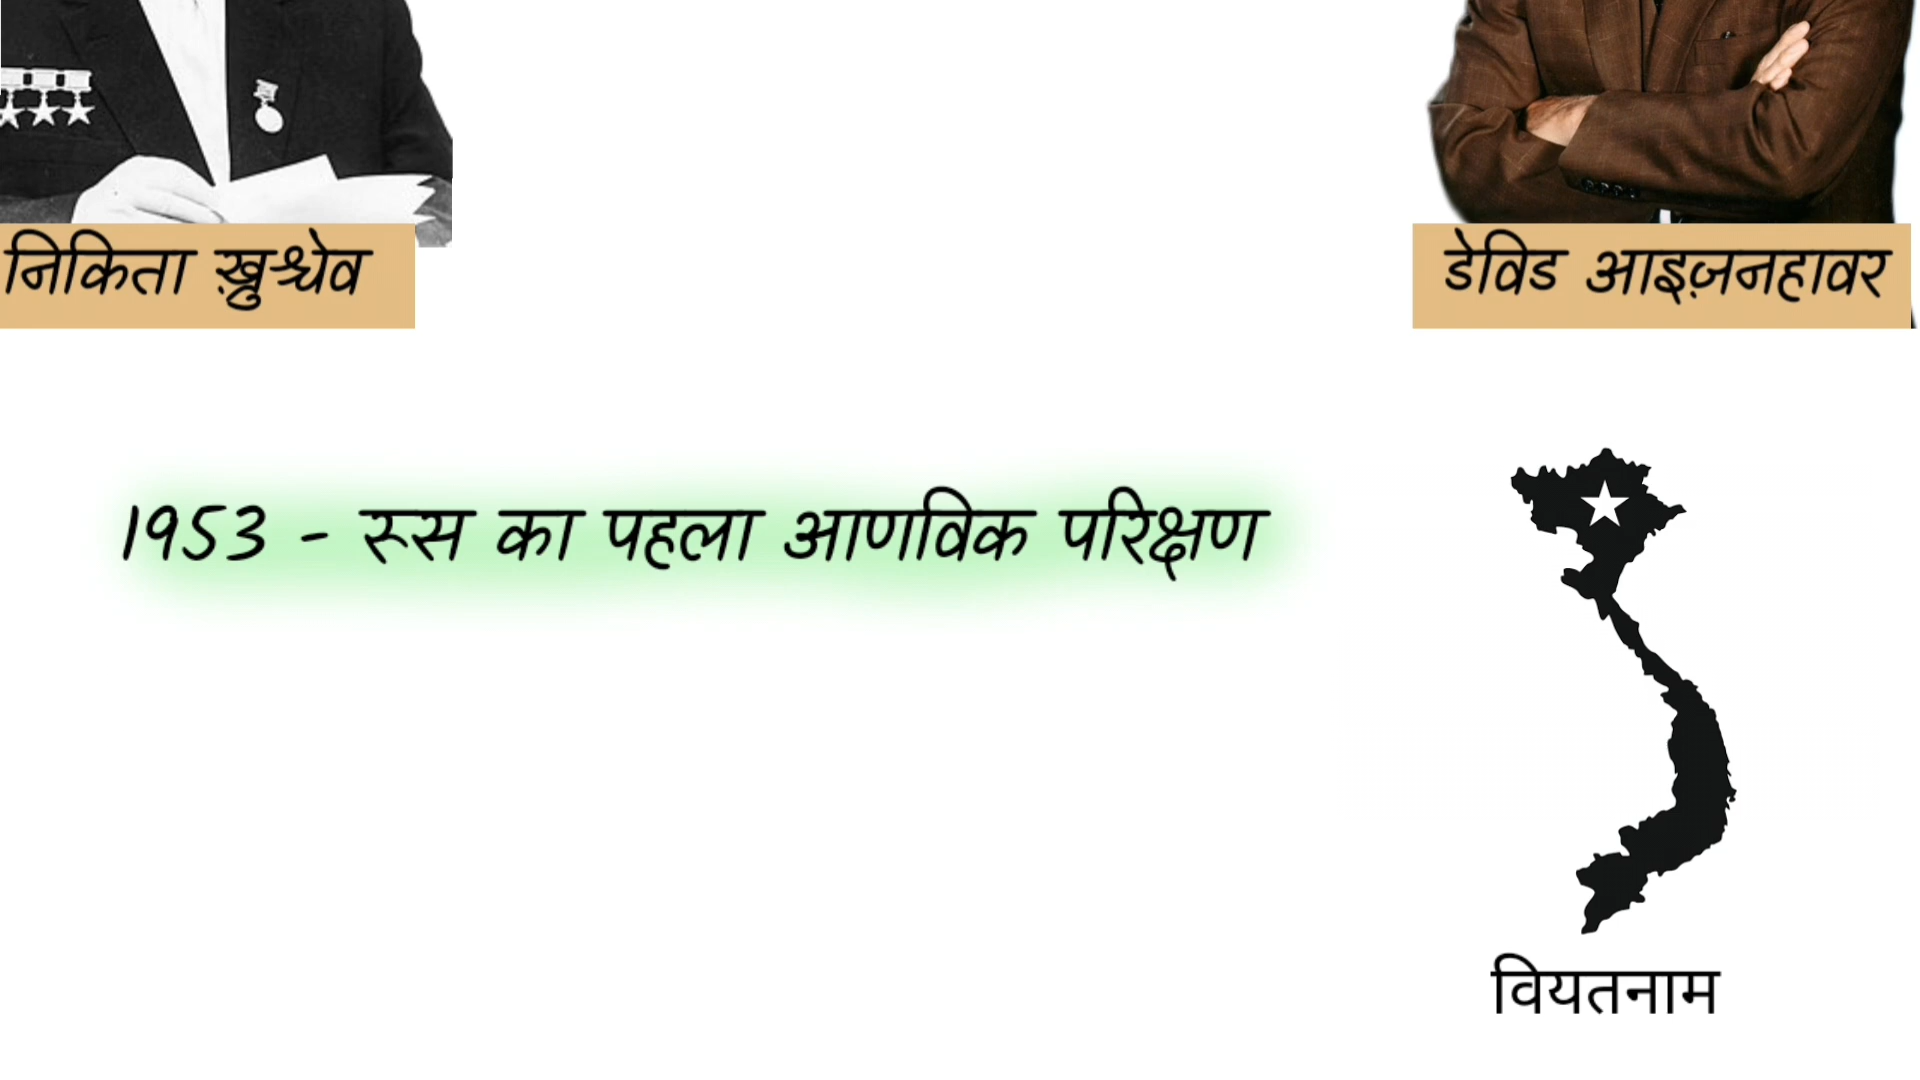 निकिता ख़ुश्चेव
डेविड आइज़नहावर
1953 - रूस का पहला आणविक परिक्षण
वियतनाम